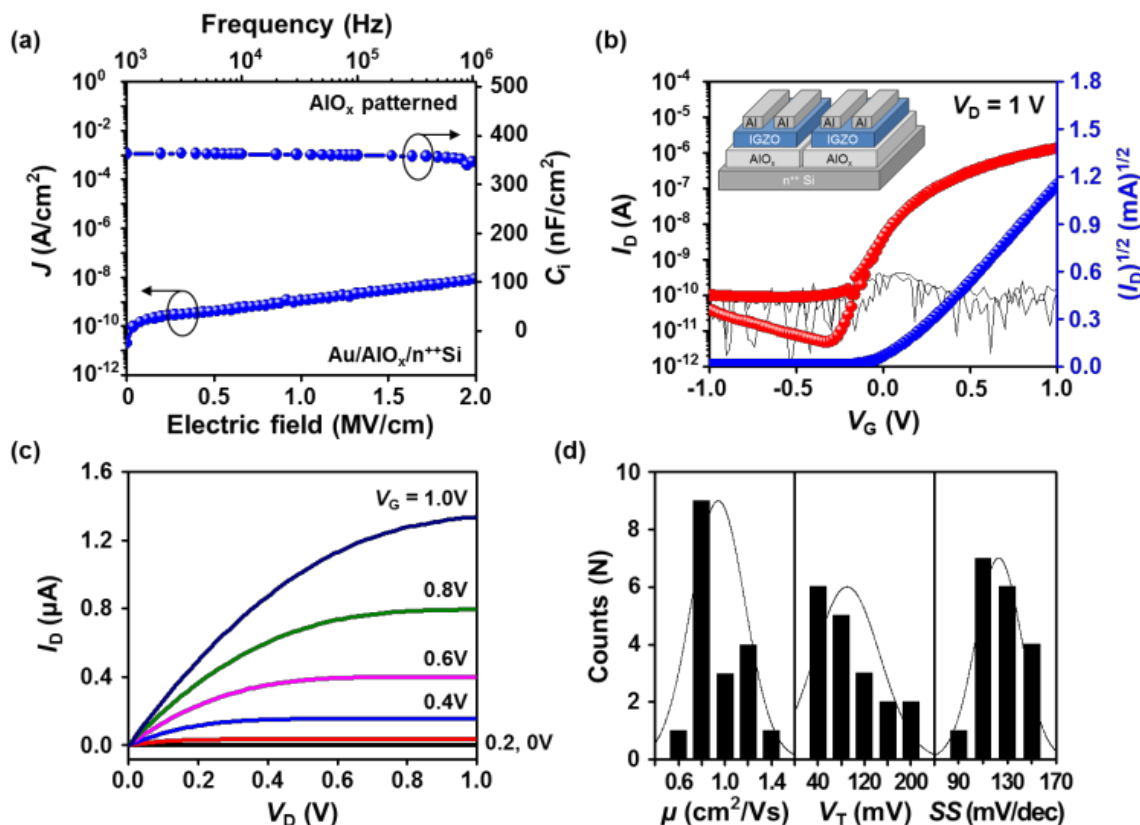 (a)
Frequency (Hz)
10³ 10⁴ 10⁵ 10⁶
AlOₓ patterned
10⁰
10⁻²
10⁻⁴
10⁻⁶
10⁻⁸
10⁻¹⁰
10⁻¹²
J (A/cm²)
500
400
300
200
100
0
Cᵢ (nF/cm²)
Au/AlOₓ/n⁺⁺Si
0 0.5 1.0 1.5 2.0
Electric field (MV/cm)
(b)
V_D = 1 V
Al Al Al Al
IGZO IGZO
AlOₓ AlOₓ
n⁺⁺ Si
10⁻⁴
10⁻⁵
10⁻⁶
10⁻⁷
10⁻⁸
10⁻⁹
10⁻¹⁰
10⁻¹¹
10⁻¹²
I_D (A)
1.8
1.5
1.2
0.9
0.6
0.3
0.0
(I_D)¹ᐟ² (mA)¹ᐟ²
-1.0 -0.5 0.0 0.5 1.0
V_G (V)
(c)
1.6
1.2
0.8
0.4
0.0
I_D (µA)
V_G = 1.0V
0.8V
0.6V
0.4V
0.2, 0V
0.0 0.2 0.4 0.6 0.8 1.0
V_D (V)
(d)
10
8
6
4
2
0
Counts (N)
0.6 1.0 1.4 40 120 200 90 130 170
µ (cm²/Vs) V_T (mV) SS (mV/dec)